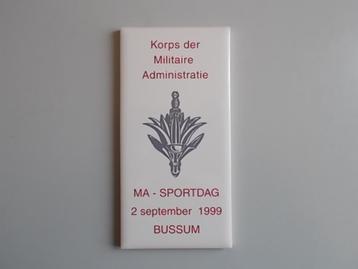 Korps der
Militaire
Administratie
MA - SPORTDAG
2 september 1999
BUSSUM